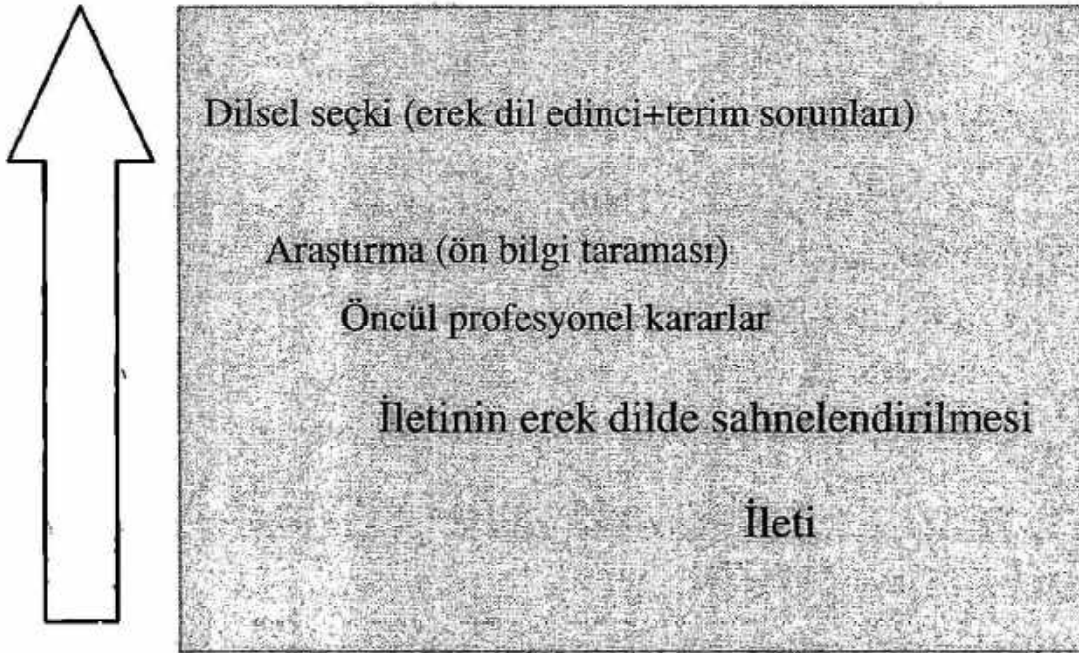 Dilsel seçki (erek dil edinci+terim sorunları)
Araştırma (ön bilgi taraması)
Öncül profesyonel kararlar
İletinin erek dilde sahnelendirilmesi
İleti